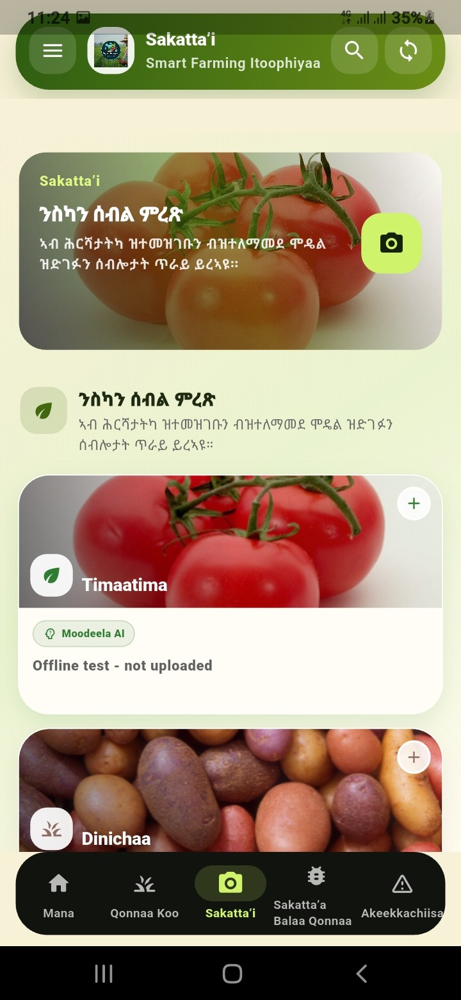 11:24
4G
35%
Sakatta’i
Smart Farming Itoophiyaa
Sakatta’i
ንስካን ሰብል ምረጽ
ኣብ ሕርሻታትካ ዝተመዝገቡን ብዝተለማመደ ሞዴል
ዝድገፉን ሰብሎታት ጥራይ ይረኣዩ።
ንስካን ሰብል ምረጽ
ኣብ ሕርሻታትካ ዝተመዝገቡን ብዝተለማመደ ሞዴል ዝድገፉን
ሰብሎታት ጥራይ ይረኣዩ።
Timaatima
Moodeela AI
Offline test - not uploaded
Dinichaa
Mana
Qonnaa Koo
Sakatta’i
Sakatta’a
Balaa Qonnaa
Akeekkachiisa